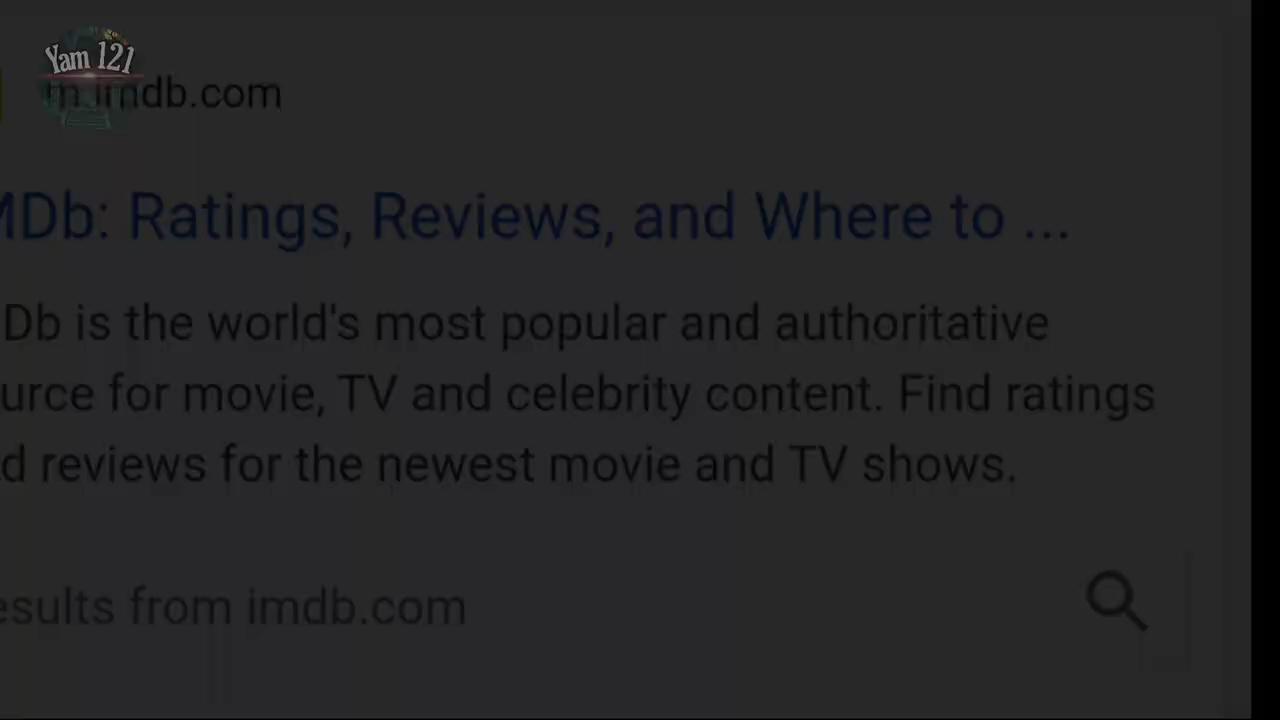 Yam 121
m.imdb.com
MDb: Ratings, Reviews, and Where to ...
Db is the world's most popular and authoritative
urce for movie, TV and celebrity content. Find ratings
d reviews for the newest movie and TV shows.
esults from imdb.com